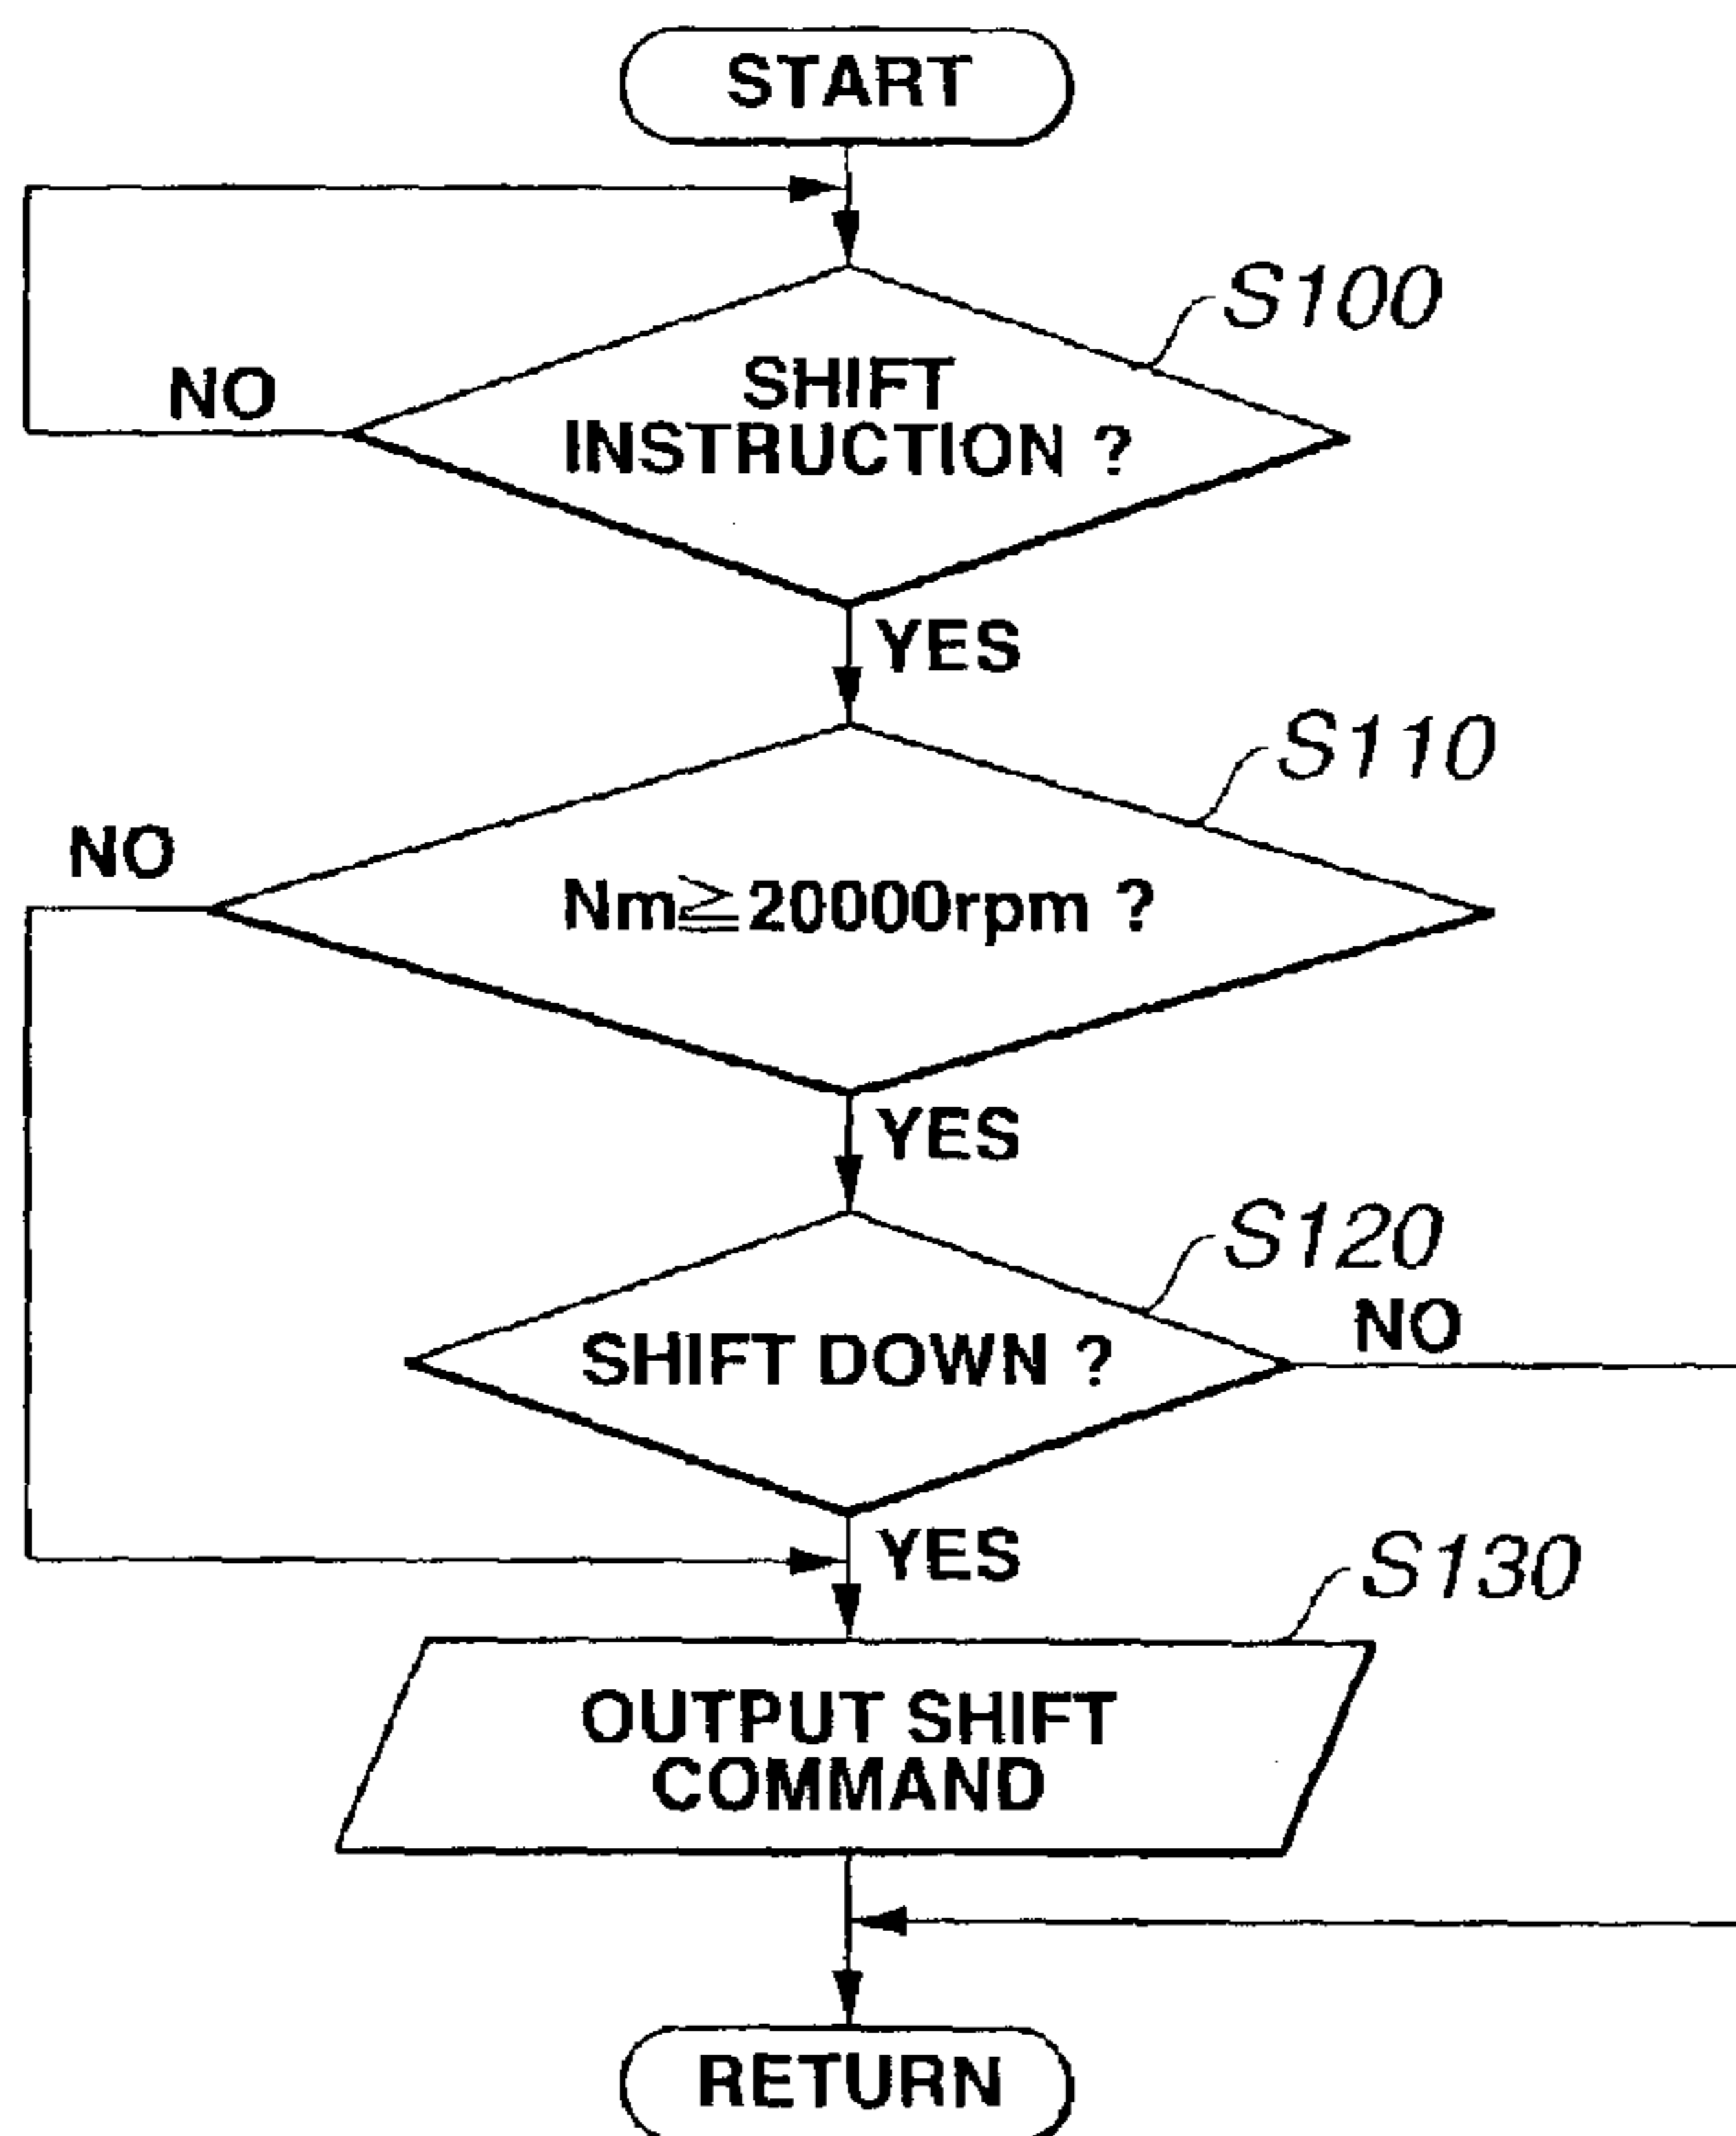 START
S100
SHIFT
INSTRUCTION ?
NO
YES
S110
NO
Nm≧20000rpm ?
YES
S120
NO
SHIFT DOWN ?
YES
S130
OUTPUT SHIFT
COMMAND
RETURN